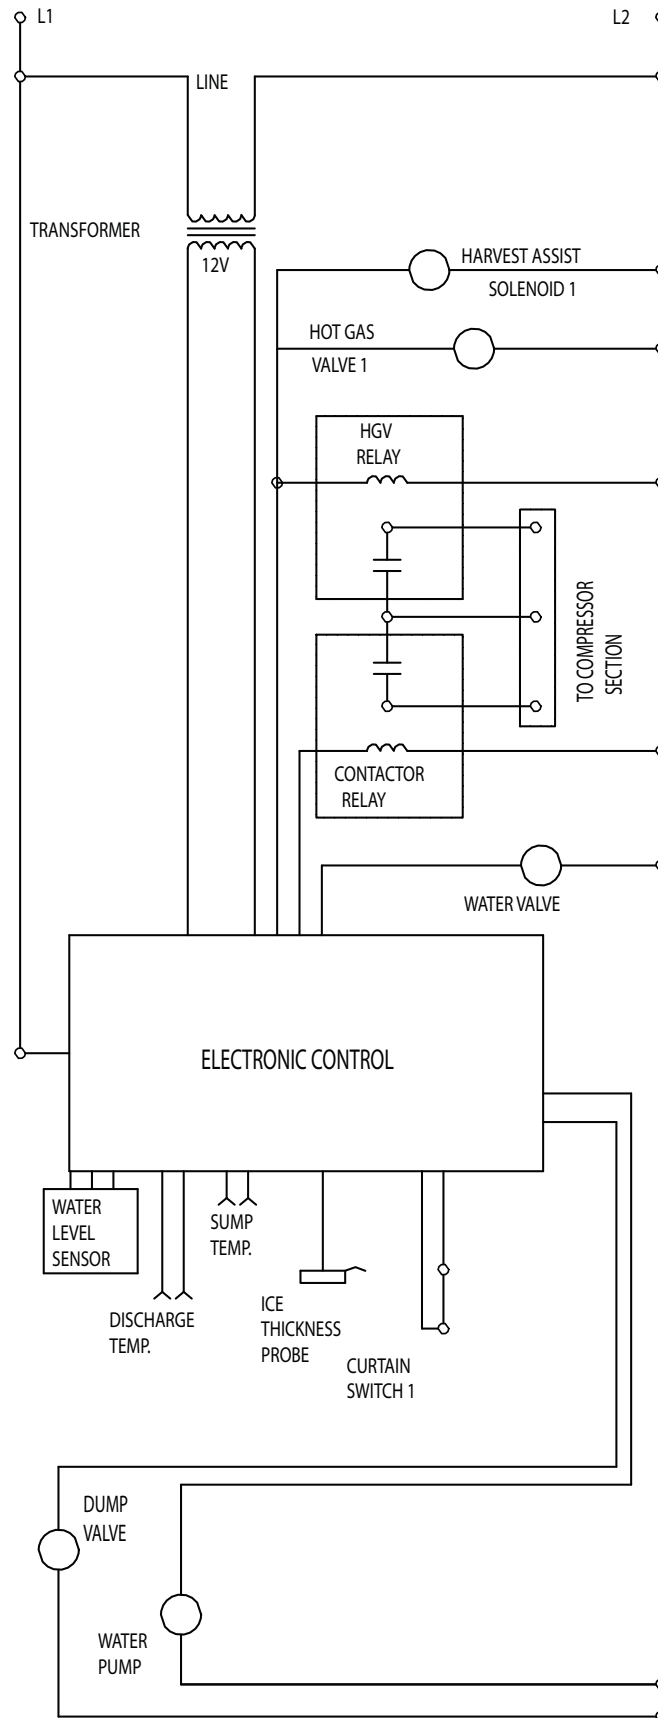 L1
L2
LINE
TRANSFORMER
12V
HARVEST ASSIST
SOLENOID 1
HOT GAS
VALVE 1
HGV
RELAY
TO COMPRESSOR
SECTION
CONTACTOR
RELAY
WATER VALVE
ELECTRONIC CONTROL
WATER
LEVEL
SENSOR
SUMP
TEMP.
DISCHARGE
TEMP.
ICE
THICKNESS
PROBE
CURTAIN
SWITCH 1
DUMP
VALVE
WATER
PUMP